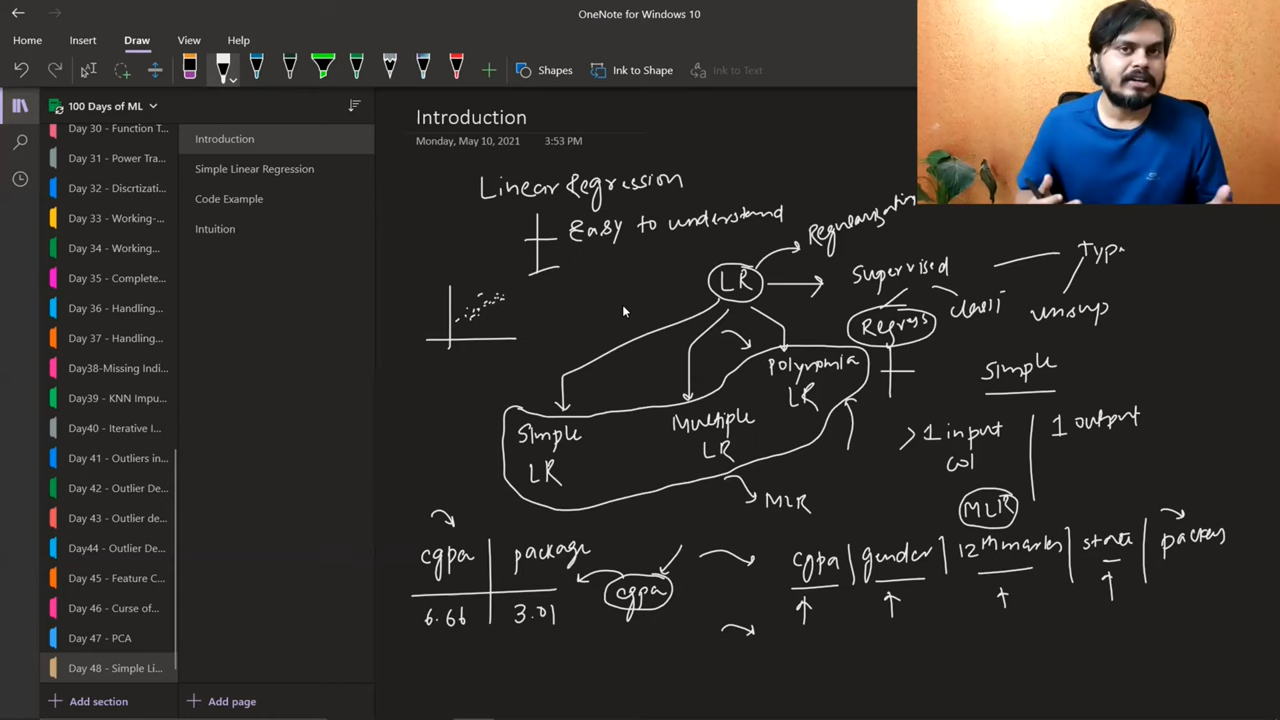 OneNote for Windows 10
Home Insert Draw View Help
Shapes Ink to Shape Ink to Text
100 Days of ML
Day 30 - Function T...
Day 31 - Power Tra...
Day 32 - Discrtizati...
Day 33 - Working-...
Day 34 - Working...
Day 35 - Complete...
Day 36 - Handling...
Day 37 - Handling...
Day38-Missing Indi...
Day39 - KNN Impu...
Day40 - Iterative I...
Day 41 - Outliers in...
Day 42 - Outlier De...
Day 43 - Outlier de...
Day44 - Outlier De...
Day 45 - Feature C...
Day 46 - Curse of...
Day 47 - PCA
Day 48 - Simple Li...
Add section
Introduction
Simple Linear Regression
Code Example
Intuition
Add page
Introduction
Monday, May 10, 2021 3:53 PM
Linear Regression
Easy to understand
LR
Supervised
Type
Regress
classi
unsup
Simple
LR
Multiple
LR
Polynomia
LR
MLR
Simple
>1 input
col
1 output
MLR
cgpa package
6.66 3.01
cgpa
cgpa gender 12th marks state